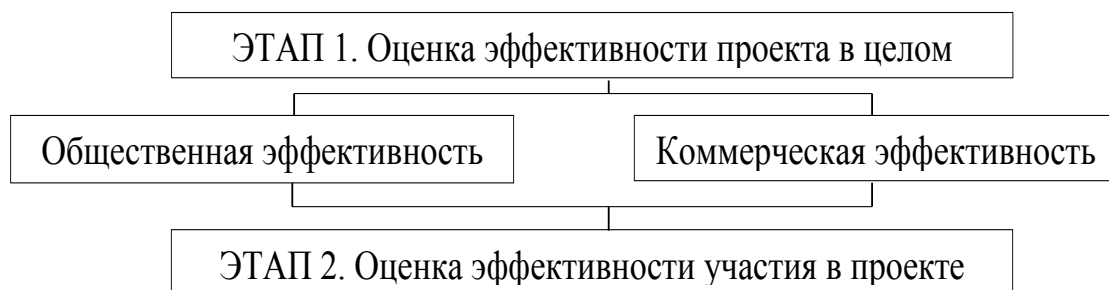 ЭТАП 1. Оценка эффективности проекта в целом
Общественная эффективность
Коммерческая эффективность
ЭТАП 2. Оценка эффективности участия в проекте